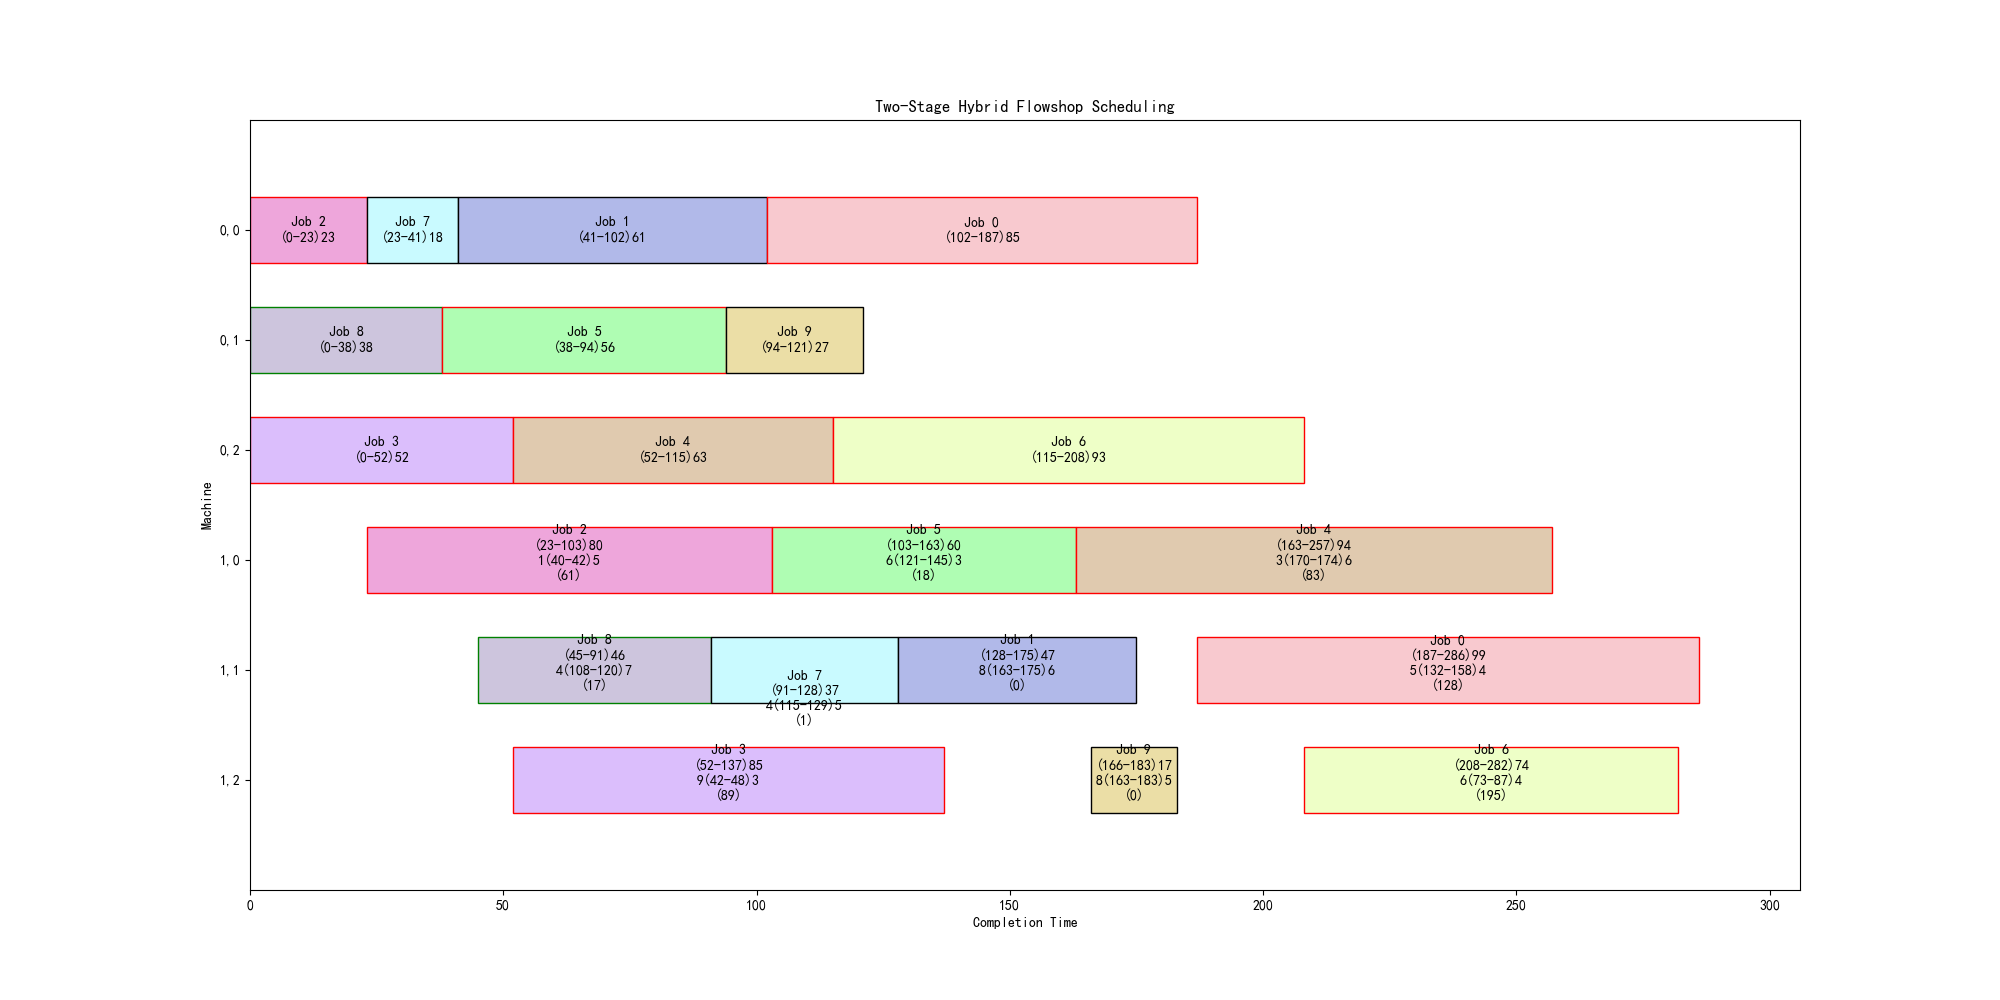 Two-Stage Hybrid Flowshop Scheduling
Machine
0,0
Job 2
(0-23)23
Job 7
(23-41)18
Job 1
(41-102)61
Job 0
(102-187)85
0,1
Job 8
(0-38)38
Job 5
(38-94)56
Job 9
(94-121)27
0,2
Job 3
(0-52)52
Job 4
(52-115)63
Job 6
(115-208)93
1,0
Job 2
(23-103)80
1(40-42)5
(61)
Job 5
(103-163)60
6(121-145)3
(18)
Job 4
(163-257)94
3(170-174)6
(83)
1,1
Job 8
(45-91)46
4(108-120)7
(17)
Job 7
(91-128)37
4(115-129)5
(1)
Job 1
(128-175)47
8(163-175)6
(0)
Job 0
(187-286)99
5(132-158)4
(128)
1,2
Job 3
(52-137)85
9(42-48)3
(89)
Job 9
(166-183)17
8(163-183)5
(0)
Job 6
(208-282)74
6(73-87)4
(195)
0
50
100
150
200
250
300
Completion Time